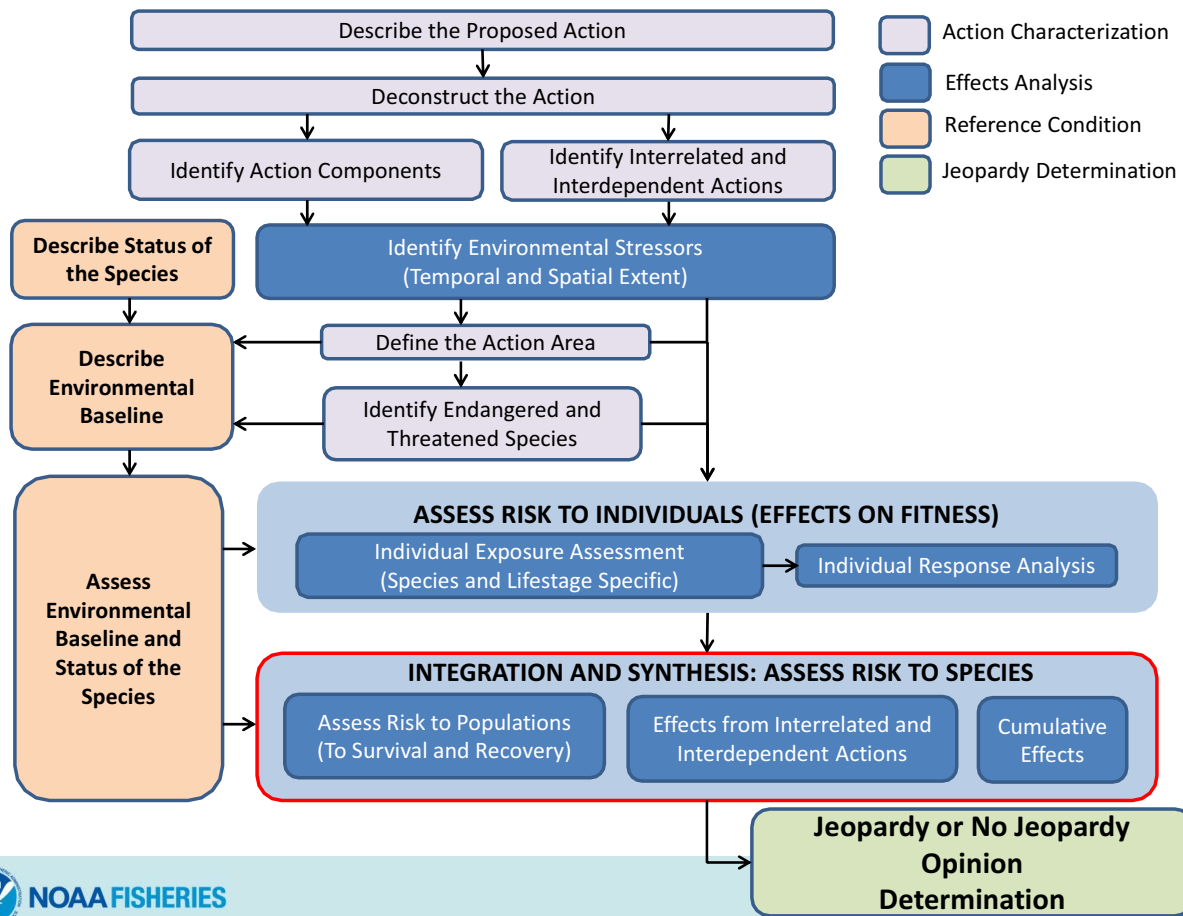 Describe the Proposed Action
Deconstruct the Action
Identify Action Components
Identify Interrelated and
Interdependent Actions
Action Characterization
Effects Analysis
Reference Condition
Jeopardy Determination
Describe Status of
the Species
Identify Environmental Stressors
(Temporal and Spatial Extent)
Describe
Environmental
Baseline
Define the Action Area
Identify Endangered and
Threatened Species
Assess
Environmental
Baseline and
Status of the
Species
ASSESS RISK TO INDIVIDUALS (EFFECTS ON FITNESS)
Individual Exposure Assessment
(Species and Lifestage Specific)
Individual Response Analysis
INTEGRATION AND SYNTHESIS: ASSESS RISK TO SPECIES
Assess Risk to Populations
(To Survival and Recovery)
Effects from Interrelated and
Interdependent Actions
Cumulative
Effects
Jeopardy or No Jeopardy
Opinion
Determination
NOAA FISHERIES